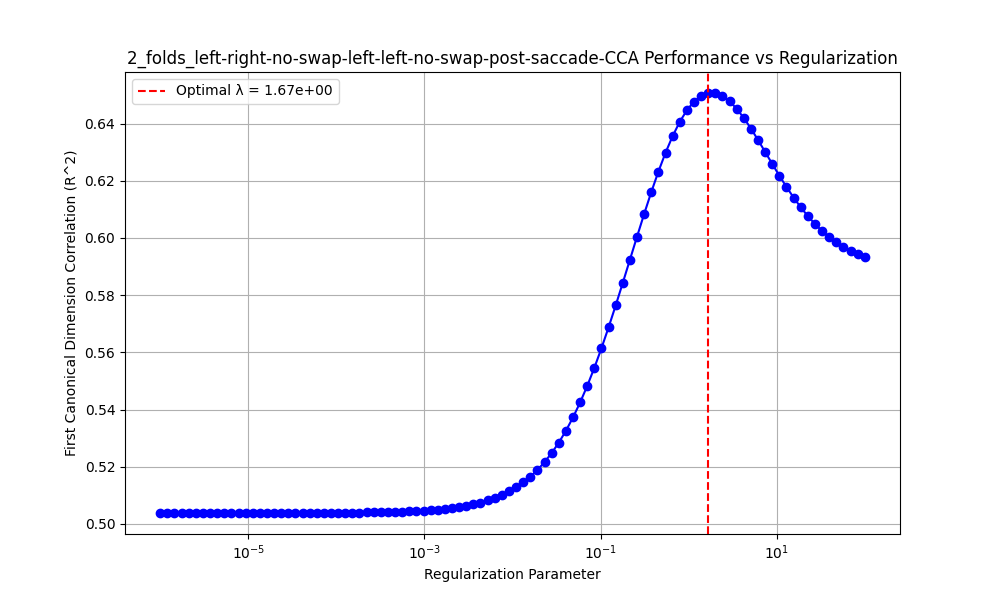 2_folds_left-right-no-swap-left-left-no-swap-post-saccade-CCA Performance vs Regularization
Optimal λ = 1.67e+00
First Canonical Dimension Correlation (R^2)
0.64
0.62
0.60
0.58
0.56
0.54
0.52
0.50
10⁻⁵ 10⁻³ 10⁻¹ 10¹
Regularization Parameter